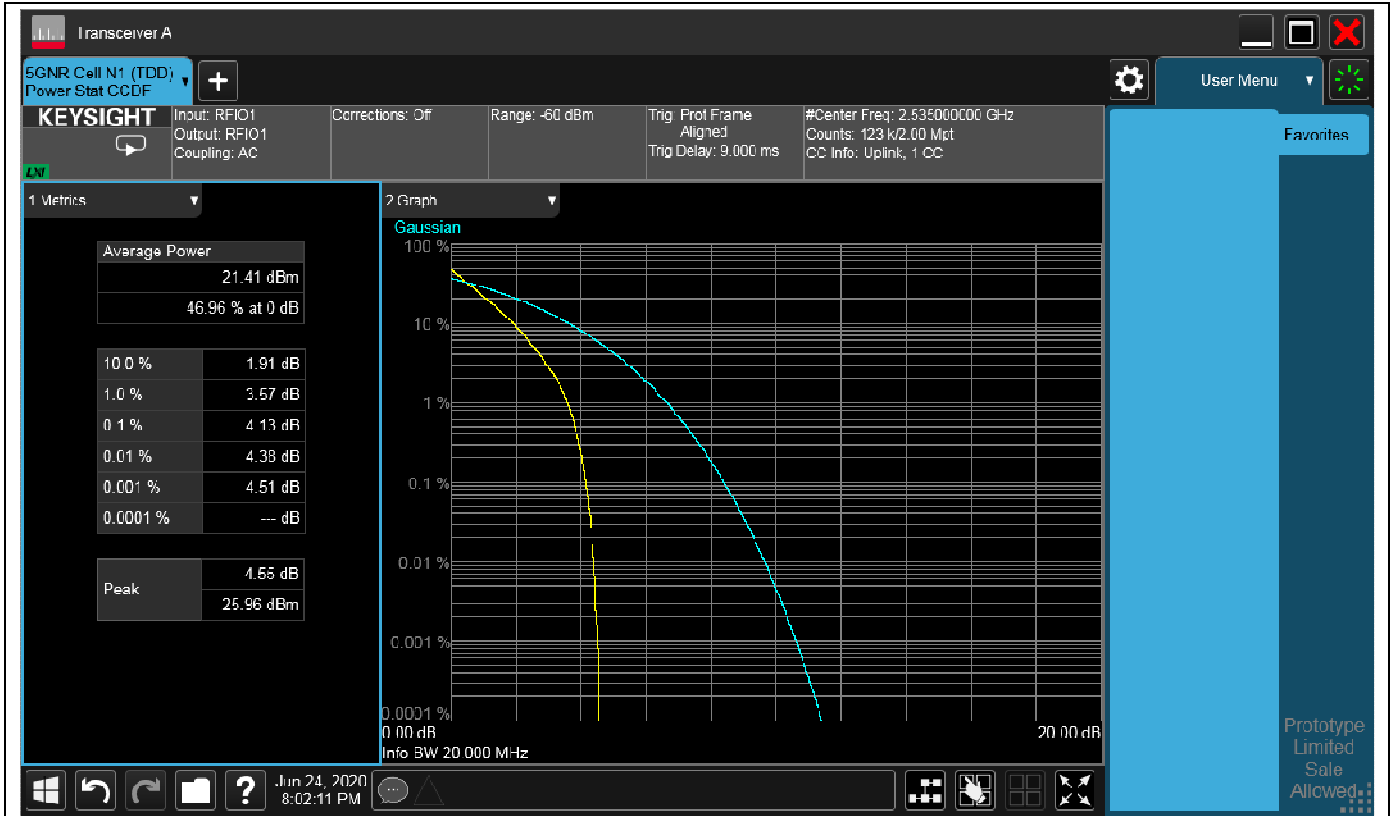 Transceiver A
5GNR Cell N1 (TDD)
Power Stat CCDF
User Menu
KEYSIGHT
LXI
Input: RFIO1
Output: RFIO1
Coupling: AC
Corrections: Off
Range: -60 dBm
Trig: Prot Frame
Aligned
Trig Delay: 9.000 ms
#Center Freq: 2.535000000 GHz
Counts: 123 k/2.00 Mpt
CC Info: Uplink, 1 CC
Favorites
1 Metrics
Average Power
21.41 dBm
46.96 % at 0 dB
10.0 % 1.91 dB
1.0 % 3.57 dB
0.1 % 4.13 dB
0.01 % 4.38 dB
0.001 % 4.51 dB
0.0001 % --- dB
Peak
4.55 dB
25.96 dBm
2 Graph
Gaussian
100 %
10 %
1 %
0.1 %
0.01 %
0.001 %
0.0001 %
0.00 dB
20.00 dB
Info BW 20.000 MHz
Prototype
Limited
Sale
Allowed
Jun 24, 2020
8:02:11 PM